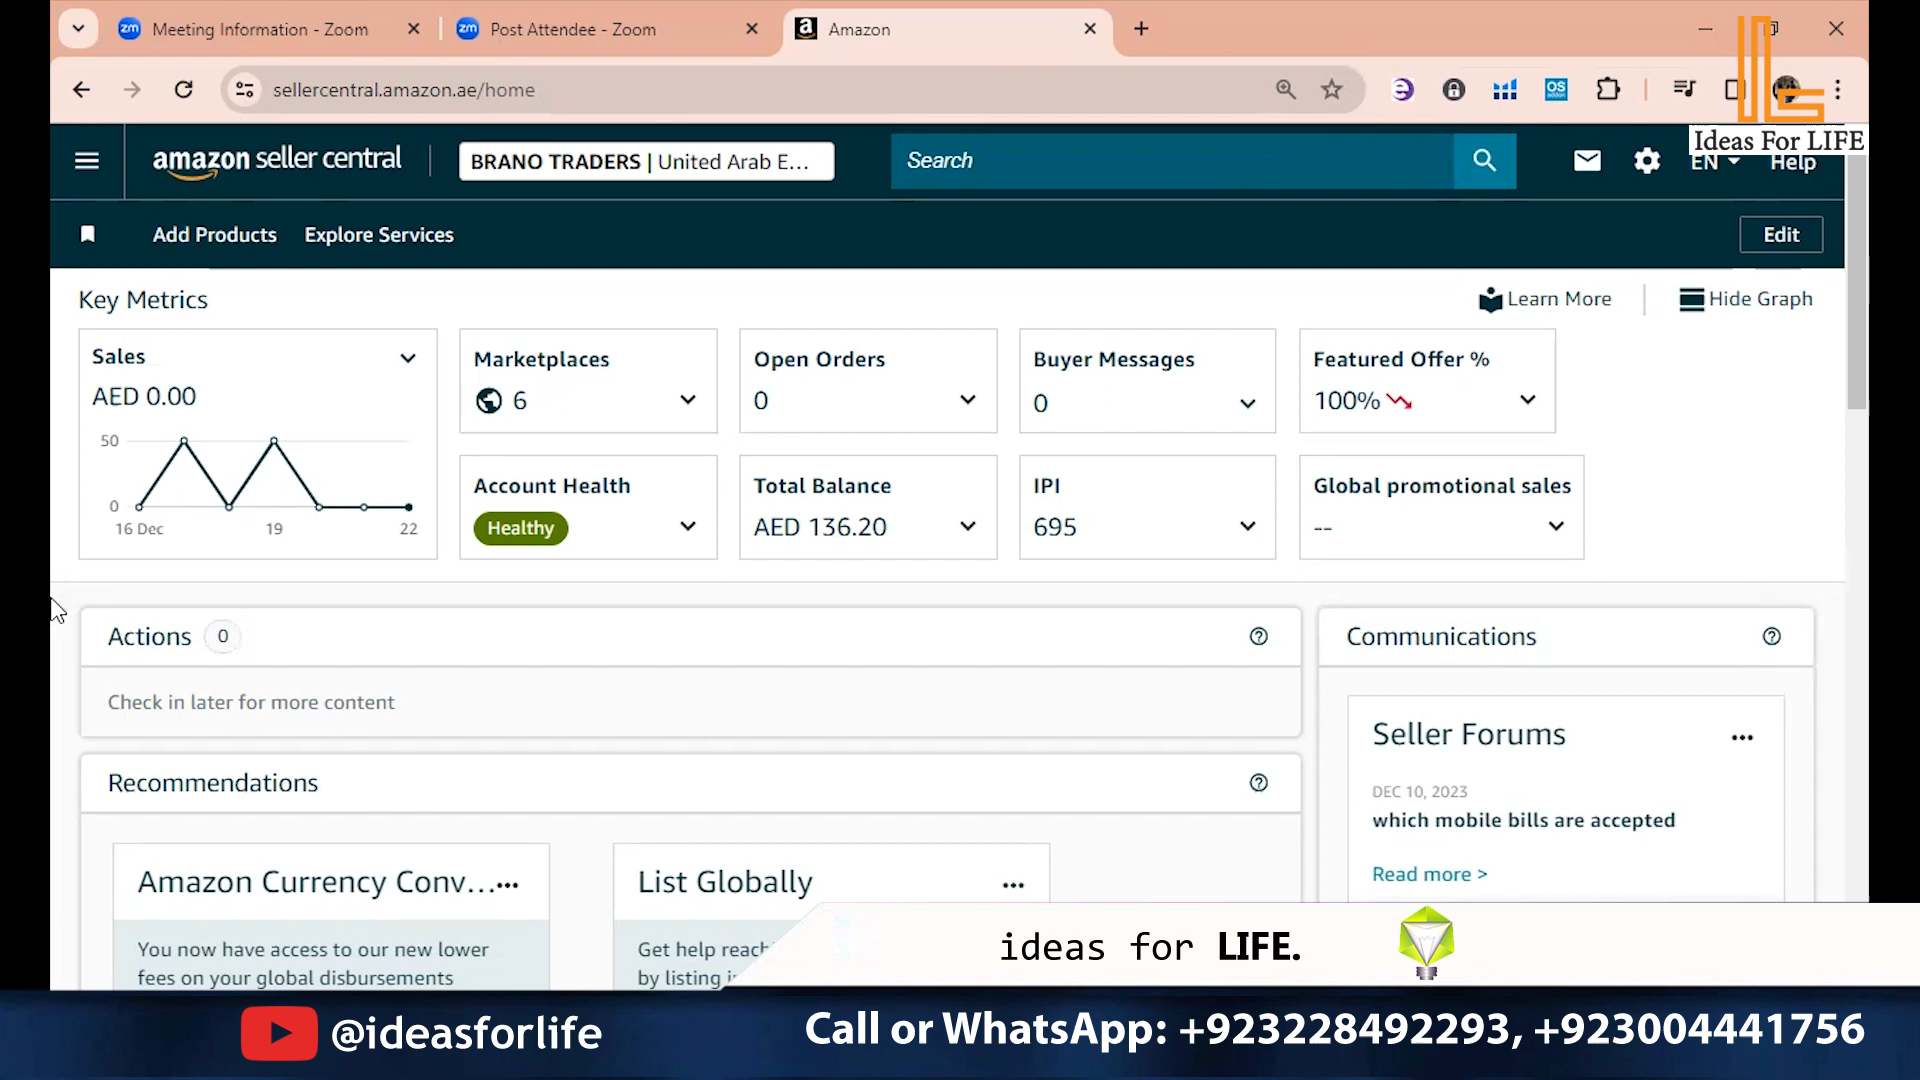 Meeting Information - Zoom
Post Attendee - Zoom
Amazon
sellercentral.amazon.ae/home
Ideas For LIFE
amazon seller central
BRANO TRADERS | United Arab E...
Search
EN
Help
Add Products
Explore Services
Edit
Key Metrics
Learn More
Hide Graph
Sales
AED 0.00
50
0
16 Dec
19
22
Marketplaces
6
Open Orders
0
Buyer Messages
0
Featured Offer %
100%
Account Health
Healthy
Total Balance
AED 136.20
IPI
695
Global promotional sales
--
Actions 0
Check in later for more content
Communications
Seller Forums
DEC 10, 2023
which mobile bills are accepted
Read more >
Recommendations
Amazon Currency Conv...
You now have access to our new lower
fees on your global disbursements
List Globally
Get help reach
by listing
ideas for LIFE.
@ideasforlife
Call or WhatsApp: +923228492293, +923004441756